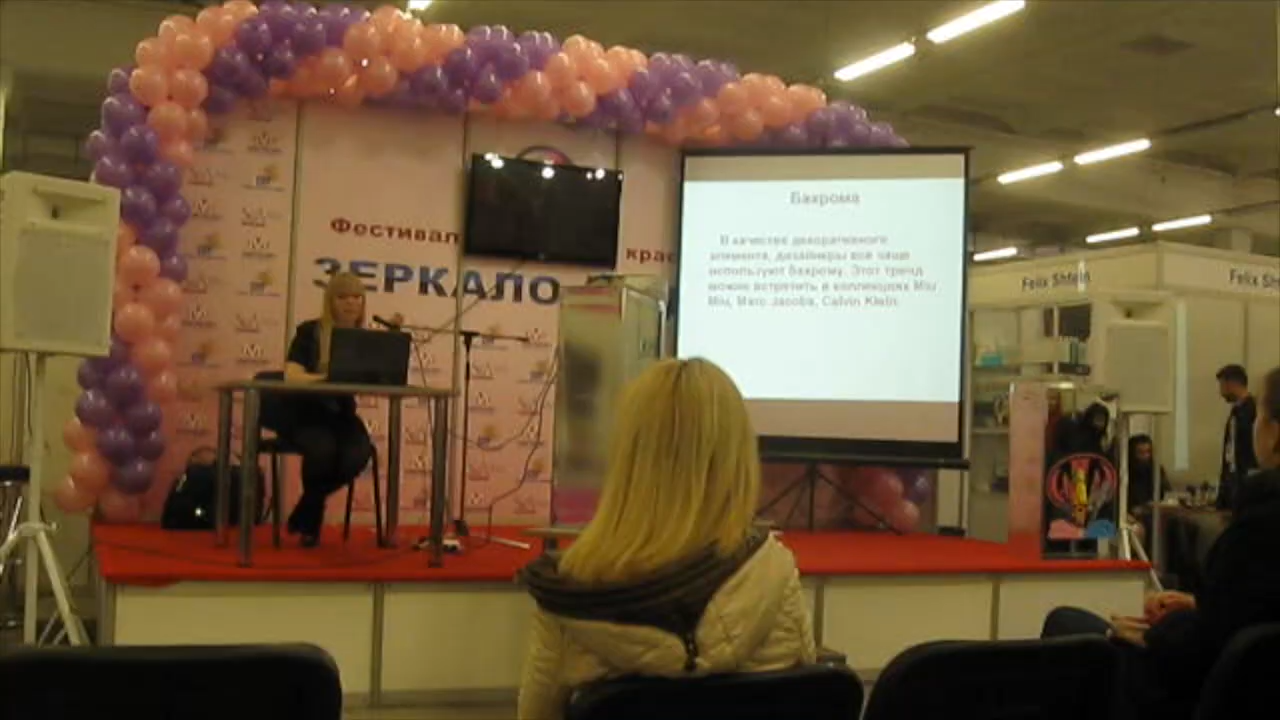 Фестиваль крас
ЗЕРКАЛО
Бахрома
В качестве декоративного
элемента, дизайнеры все чаще
используют бахрому. Этот тренд
можно встретить в коллекциях Miu
Miu, Marc Jacobs, Calvin Klein.
Felix Shtein
Felix Shtein